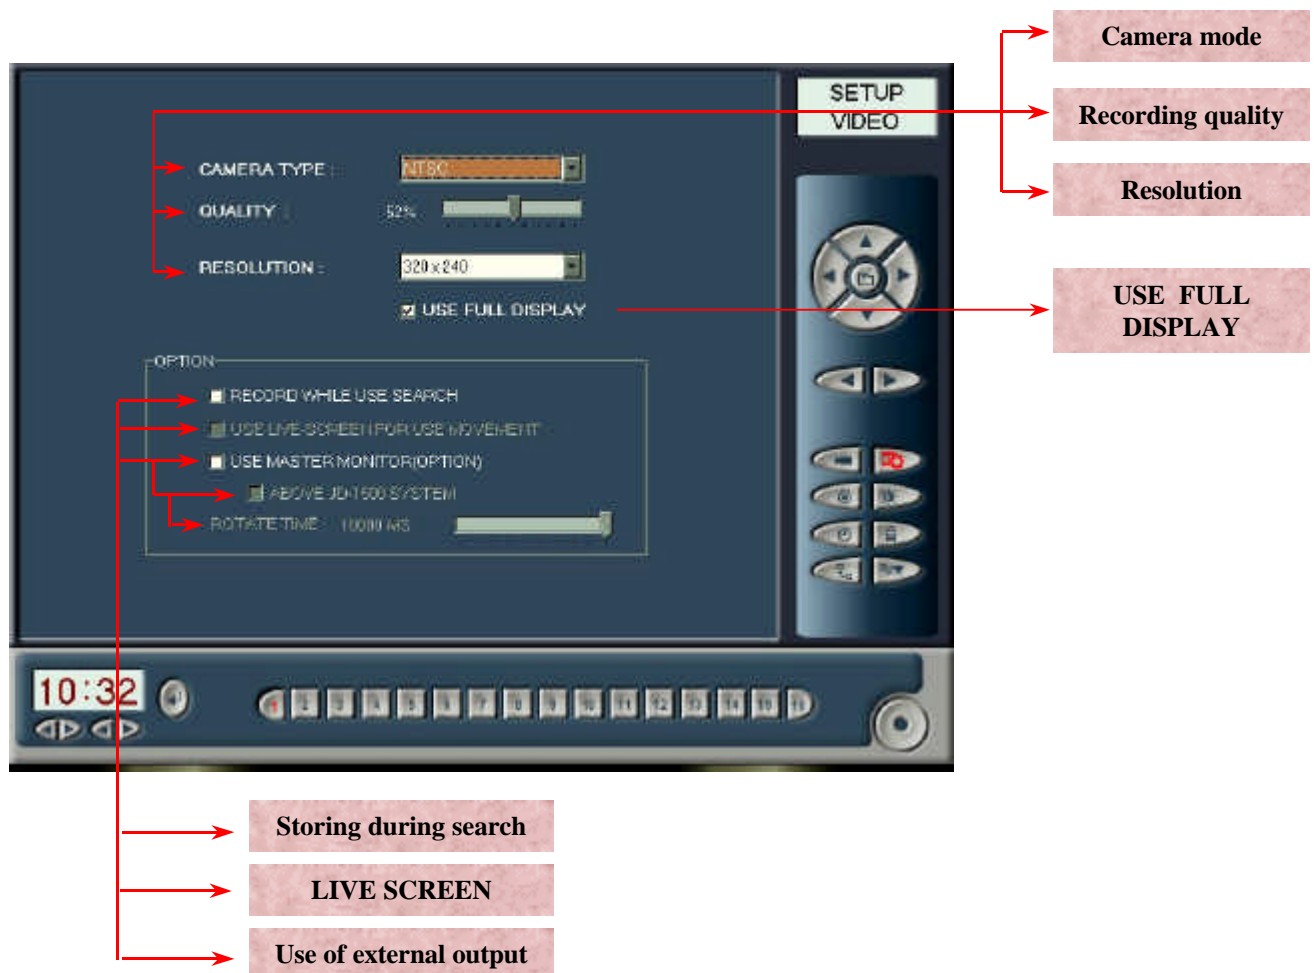 Camera mode
SETUP
VIDEO
Recording quality
CAMERA TYPE : NTSC
Resolution
QUALITY : 52%
RESOLUTION : 320 x 240
USE FULL DISPLAY
USE FULL
DISPLAY
OPTION
RECORD WHILE USE SEARCH
USE LIVE-SCREEN FOR USE MOVEMENT
USE MASTER MONITOR(OPTION)
ABOVE JD-1600 SYSTEM
ROTATE TIME : 10000 MS
10:32
1 2 3 4 5 6 7 8 9 10 11 12 13 14 15 16
Storing during search
LIVE SCREEN
Use of external output